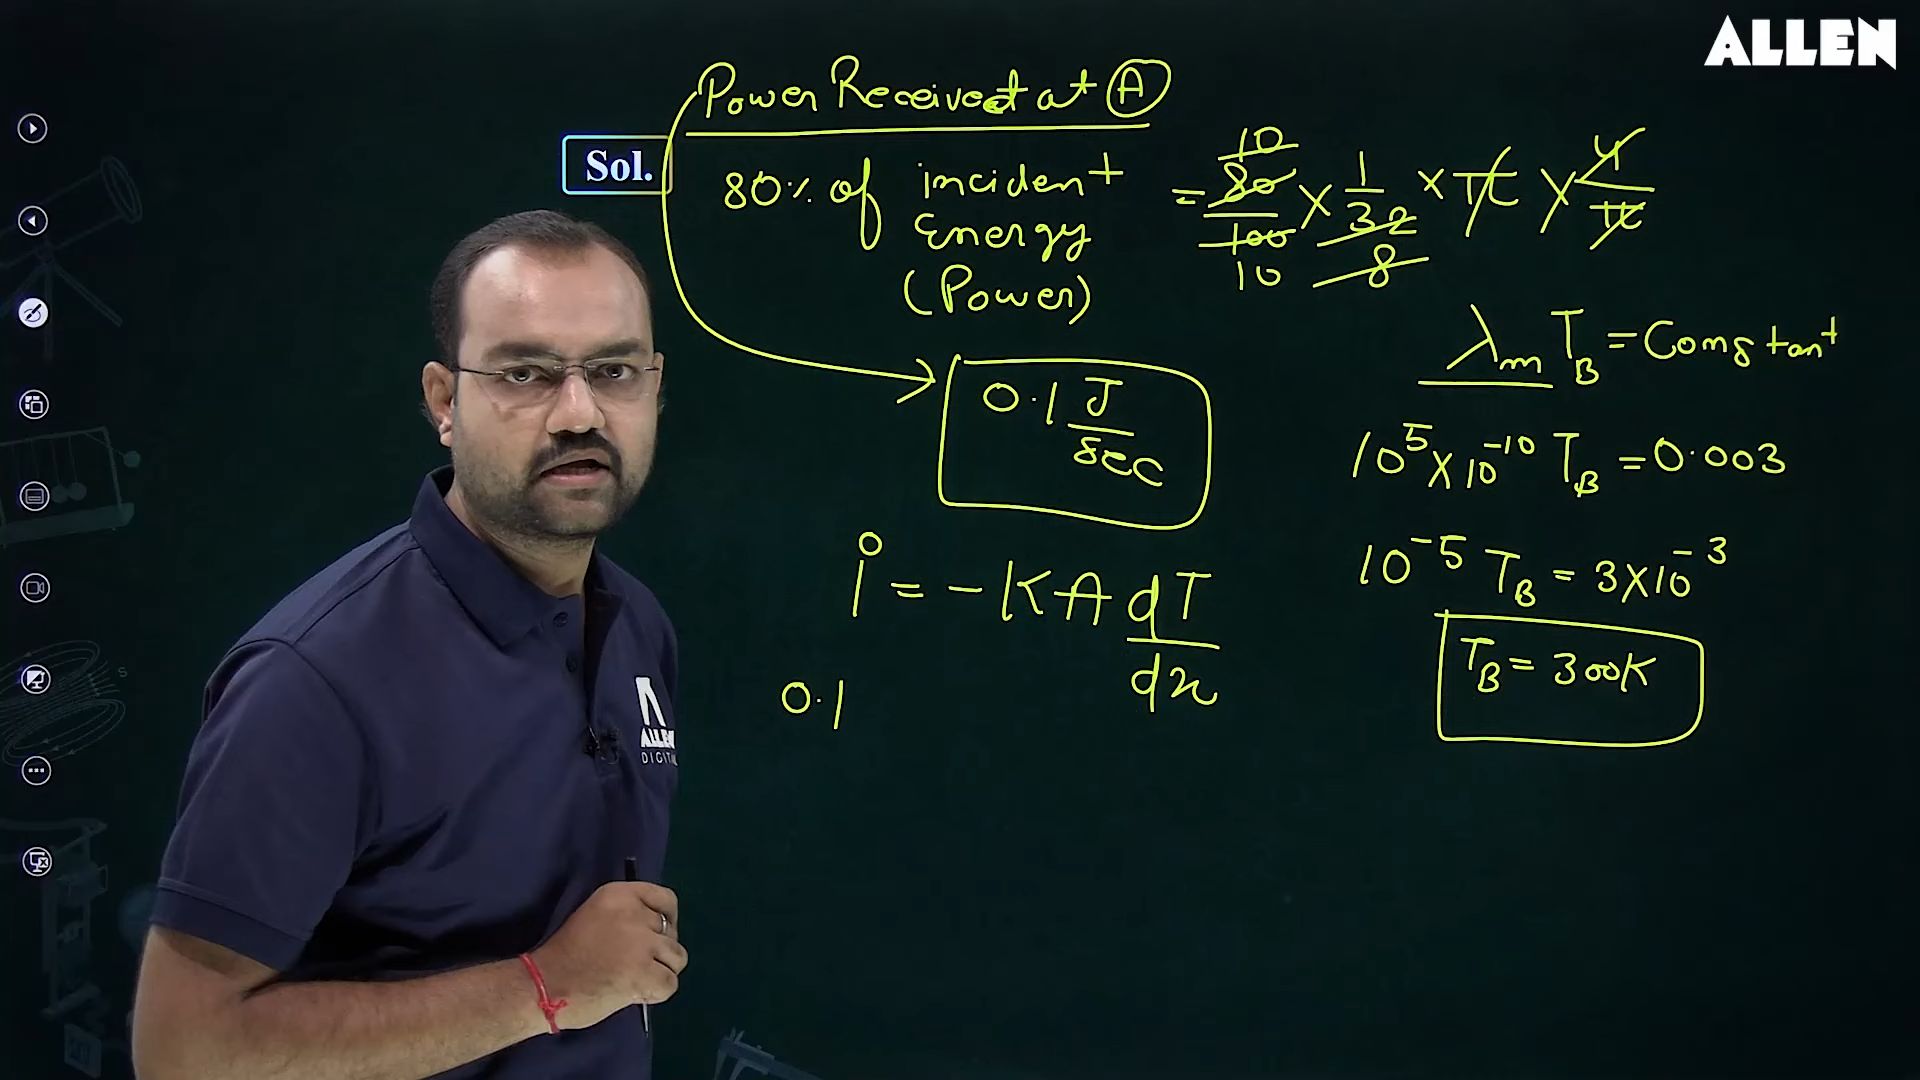 ALLEN
Power Received at A
Sol.
80% of incident
Energy
(Power)
= 10 80/100 10 × 1/32 8 × π × 4/π
0.1 J/sec
λm TB = Constant
10^5 × 10^-10 TB = 0.003
10^-5 TB = 3×10^-3
TB = 300K
i = -KA dT/dx
0.1
ALLEN
DIGITAL